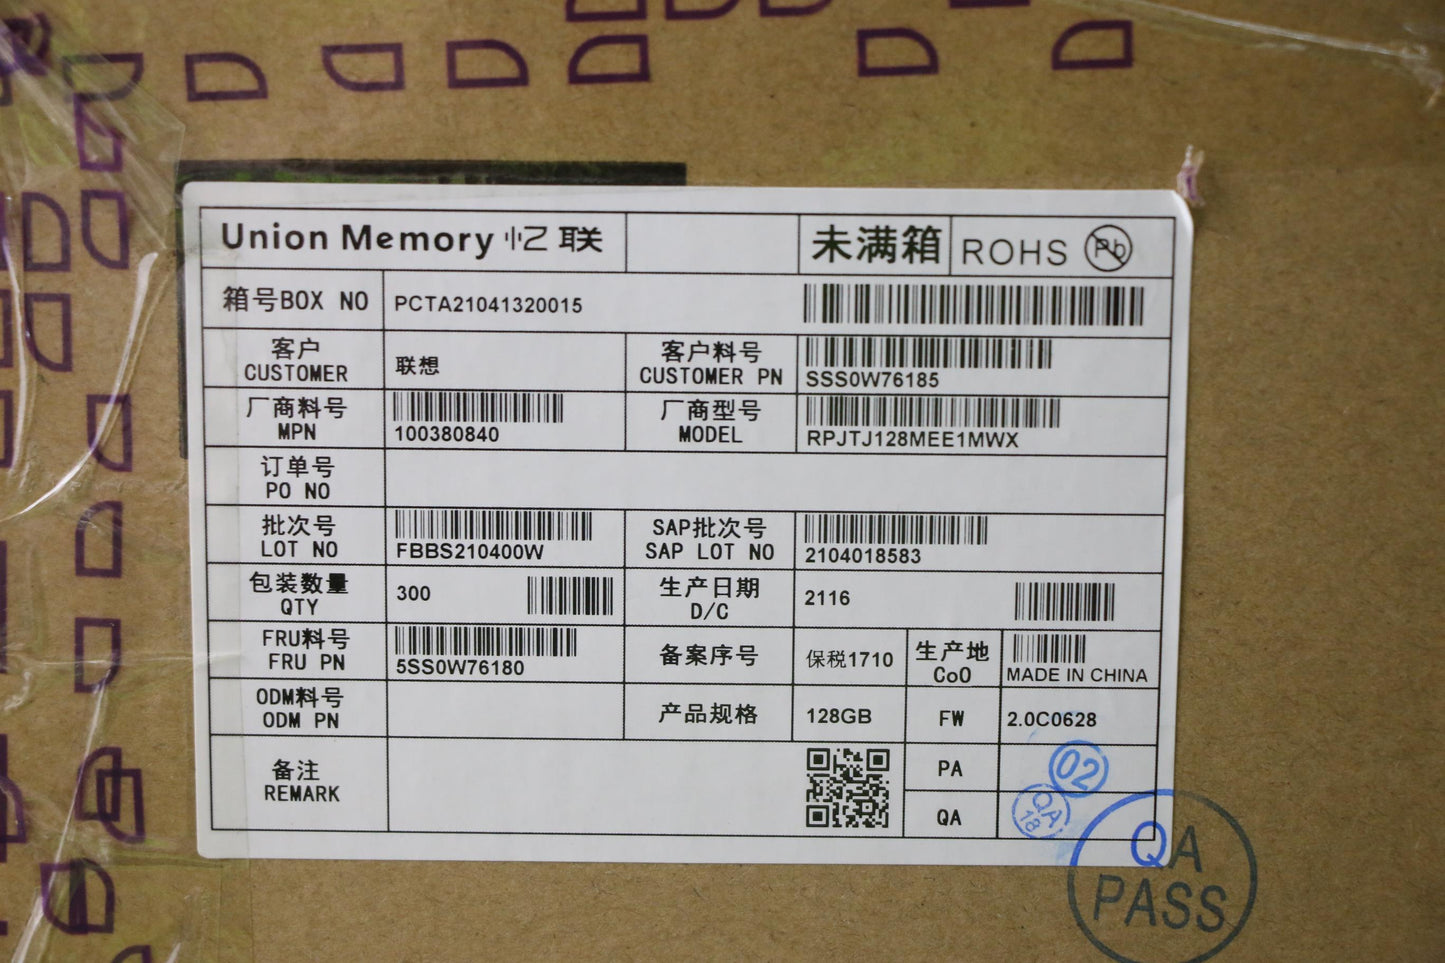 Union Memory 忆联
未满箱
ROHS
Pb
箱号BOX NO
PCTA21041320015
客户
CUSTOMER
联想
客户料号
CUSTOMER PN
SSS0W76185
厂商料号
MPN
100380840
厂商型号
MODEL
RPJTJ128MEE1MWX
订单号
PO NO
批次号
LOT NO
FBBS210400W
SAP批次号
SAP LOT NO
2104018583
包装数量
QTY
300
生产日期
D/C
2116
FRU料号
FRU PN
5SS0W76180
备案序号
保税1710
生产地
CoO
MADE IN CHINA
ODM料号
ODM PN
产品规格
128GB
FW
2.0C0628
备注
REMARK
PA
02
QA
QA
18
QA
PASS